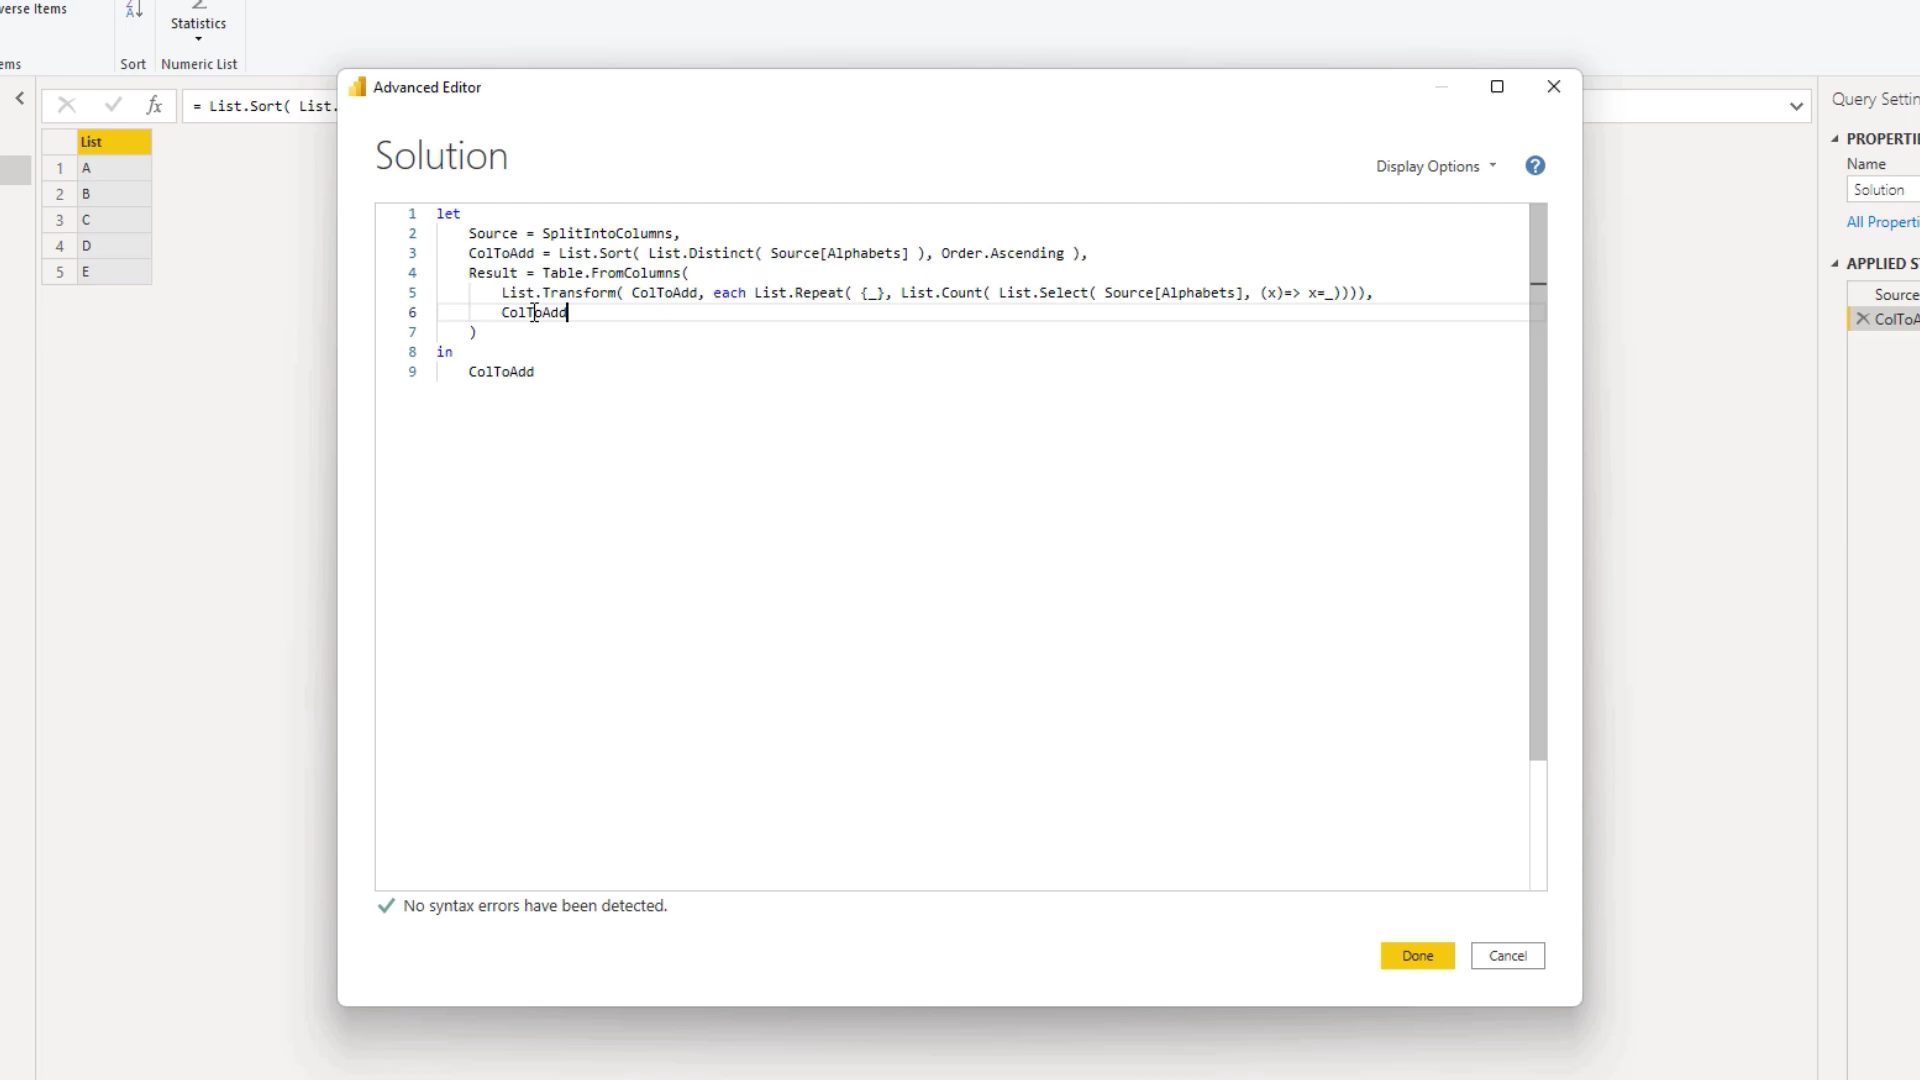 verse Items
Statistics
ems
Sort
Numeric List
Advanced Editor
fx
= List.Sort( List.
Query Settin
List
1 A
2 B
3 C
4 D
5 E
Solution
Display Options
?
PROPERTIE
Name
Solution
All Properti
APPLIED S
Source
ColToA
1 let
2 Source = SplitIntoColumns,
3 ColToAdd = List.Sort( List.Distinct( Source[Alphabets] ), Order.Ascending ),
4 Result = Table.FromColumns(
5 List.Transform( ColToAdd, each List.Repeat( {_}, List.Count( List.Select( Source[Alphabets], (x)=> x=_)))),
6 ColToAdd
7 )
8 in
9 ColToAdd
No syntax errors have been detected.
Done
Cancel